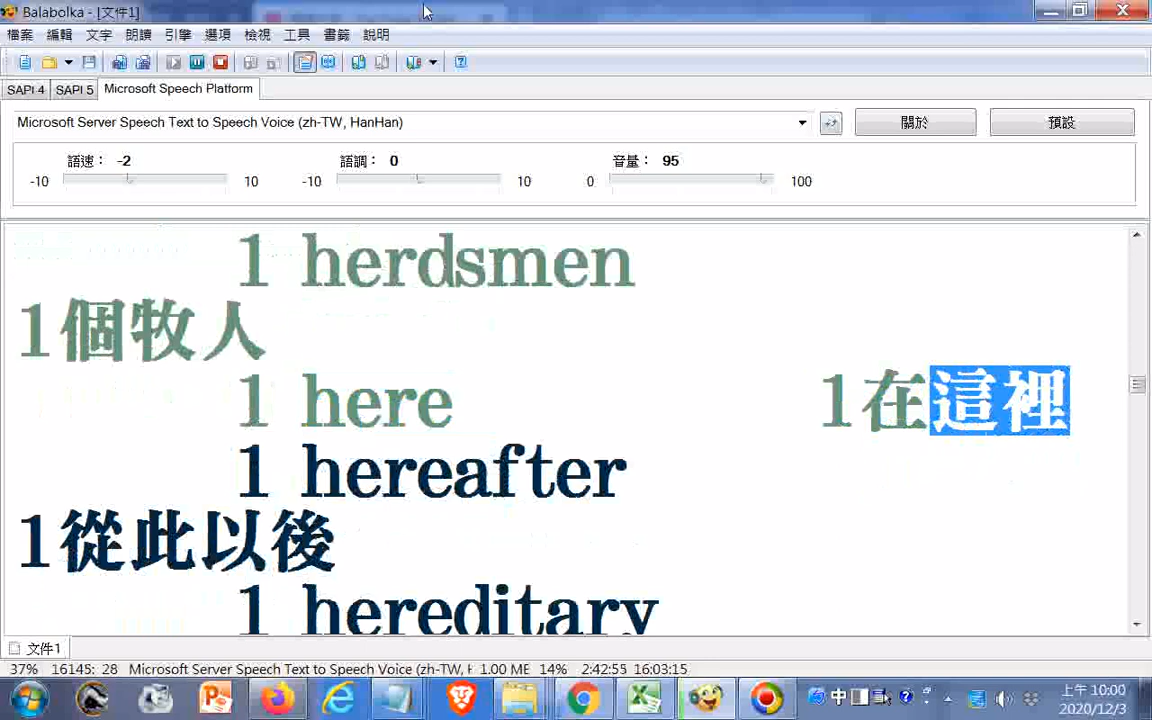 Balabolka - [文件1]
檔案 編輯 文字 朗讀 引擎 選項 檢視 工具 書籤 說明
SAPI 4 SAPI 5 Microsoft Speech Platform
Microsoft Server Speech Text to Speech Voice (zh-TW, HanHan) 關於 預設
語速： -2 語調： 0 音量： 95
-10 10 -10 10 0 100
1 herdsmen
1個牧人
1 here 1在這裡
1 hereafter
1從此以後
1 hereditary
文件1
37% 16145: 28 Microsoft Server Speech Text to Speech Voice (zh-TW, 1.00 ME 14% 2:42:55 16:03:15
中 上午 10:00
2020/12/3